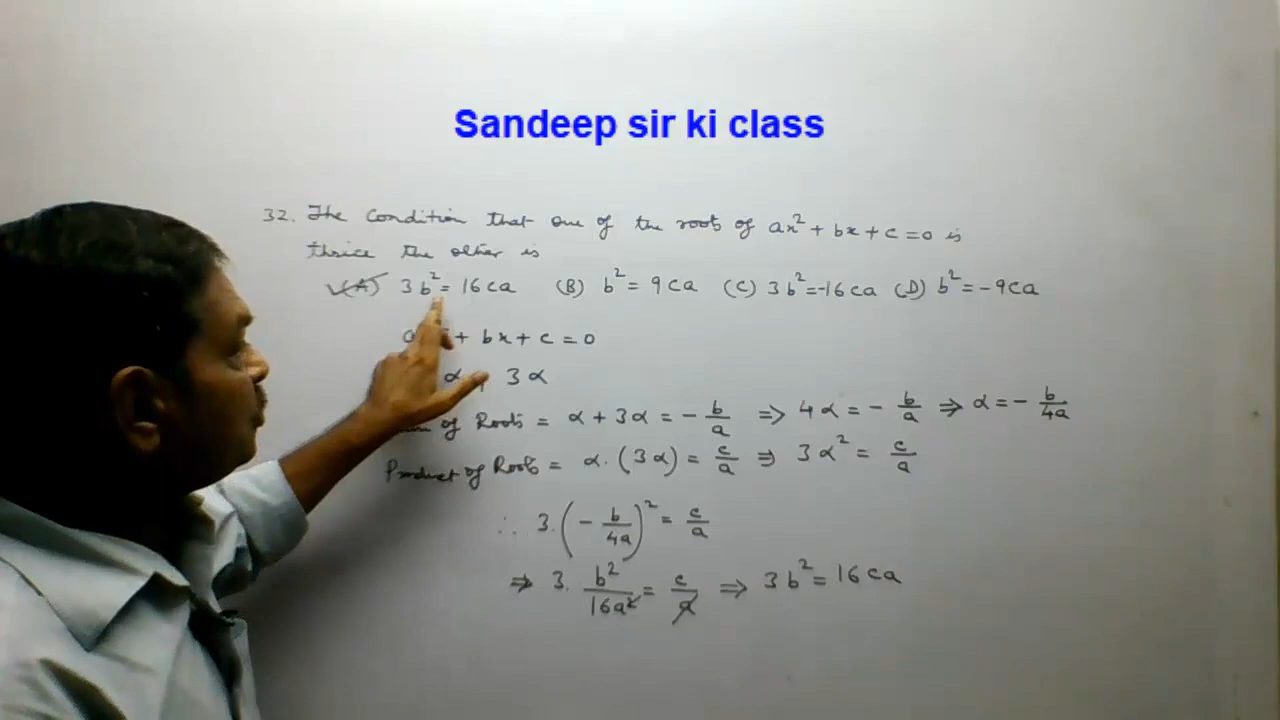 Sandeep sir ki class
32. The Condition that one of the roots of ax² + bx + c = 0 is
thrice the other is
(A) 3b² = 16ca (B) b² = 9ca (C) 3b² = -16ca (D) b² = -9ca
+ bx + c = 0
α, 3α
of Roots = α + 3α = - b/a ⇒ 4α = - b/a ⇒ α = - b/4a
Product of Roots = α. (3α) = c/a ⇒ 3α² = c/a
∴ 3. (- b/4a)² = c/a
⇒ 3. b²/16a² = c/a ⇒ 3b² = 16ca